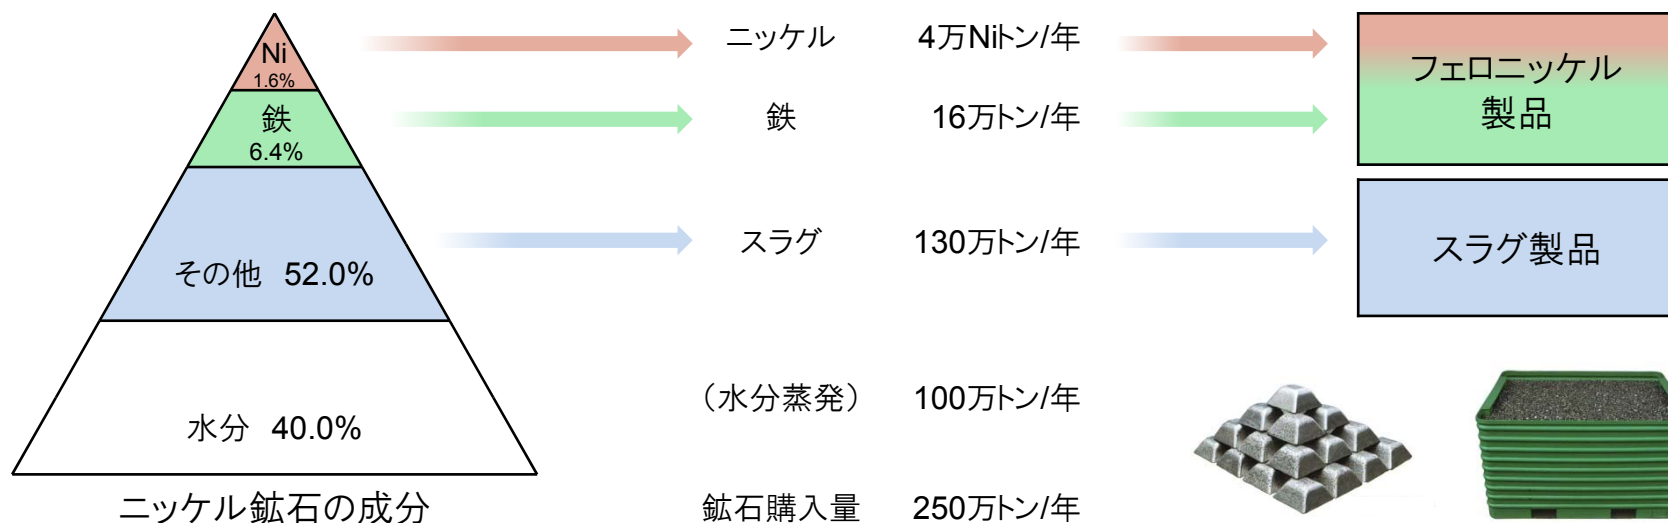 Ni
1.6%
鉄
6.4%
その他 52.0%
水分 40.0%
ニッケル鉱石の成分
ニッケル 4万Niトン/年
鉄 16万トン/年
スラグ 130万トン/年
（水分蒸発） 100万トン/年
鉱石購入量 250万トン/年
フェロニッケル
製品
スラグ製品